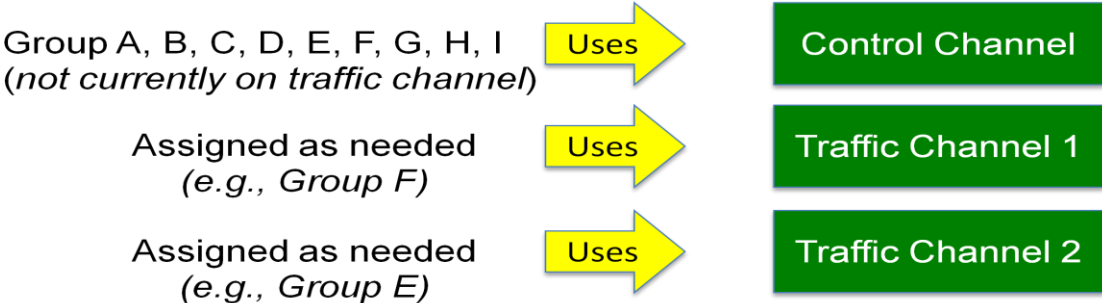 Group A, B, C, D, E, F, G, H, I Uses Control Channel
(not currently on traffic channel)
Assigned as needed Uses Traffic Channel 1
(e.g., Group F)
Assigned as needed Uses Traffic Channel 2
(e.g., Group E)